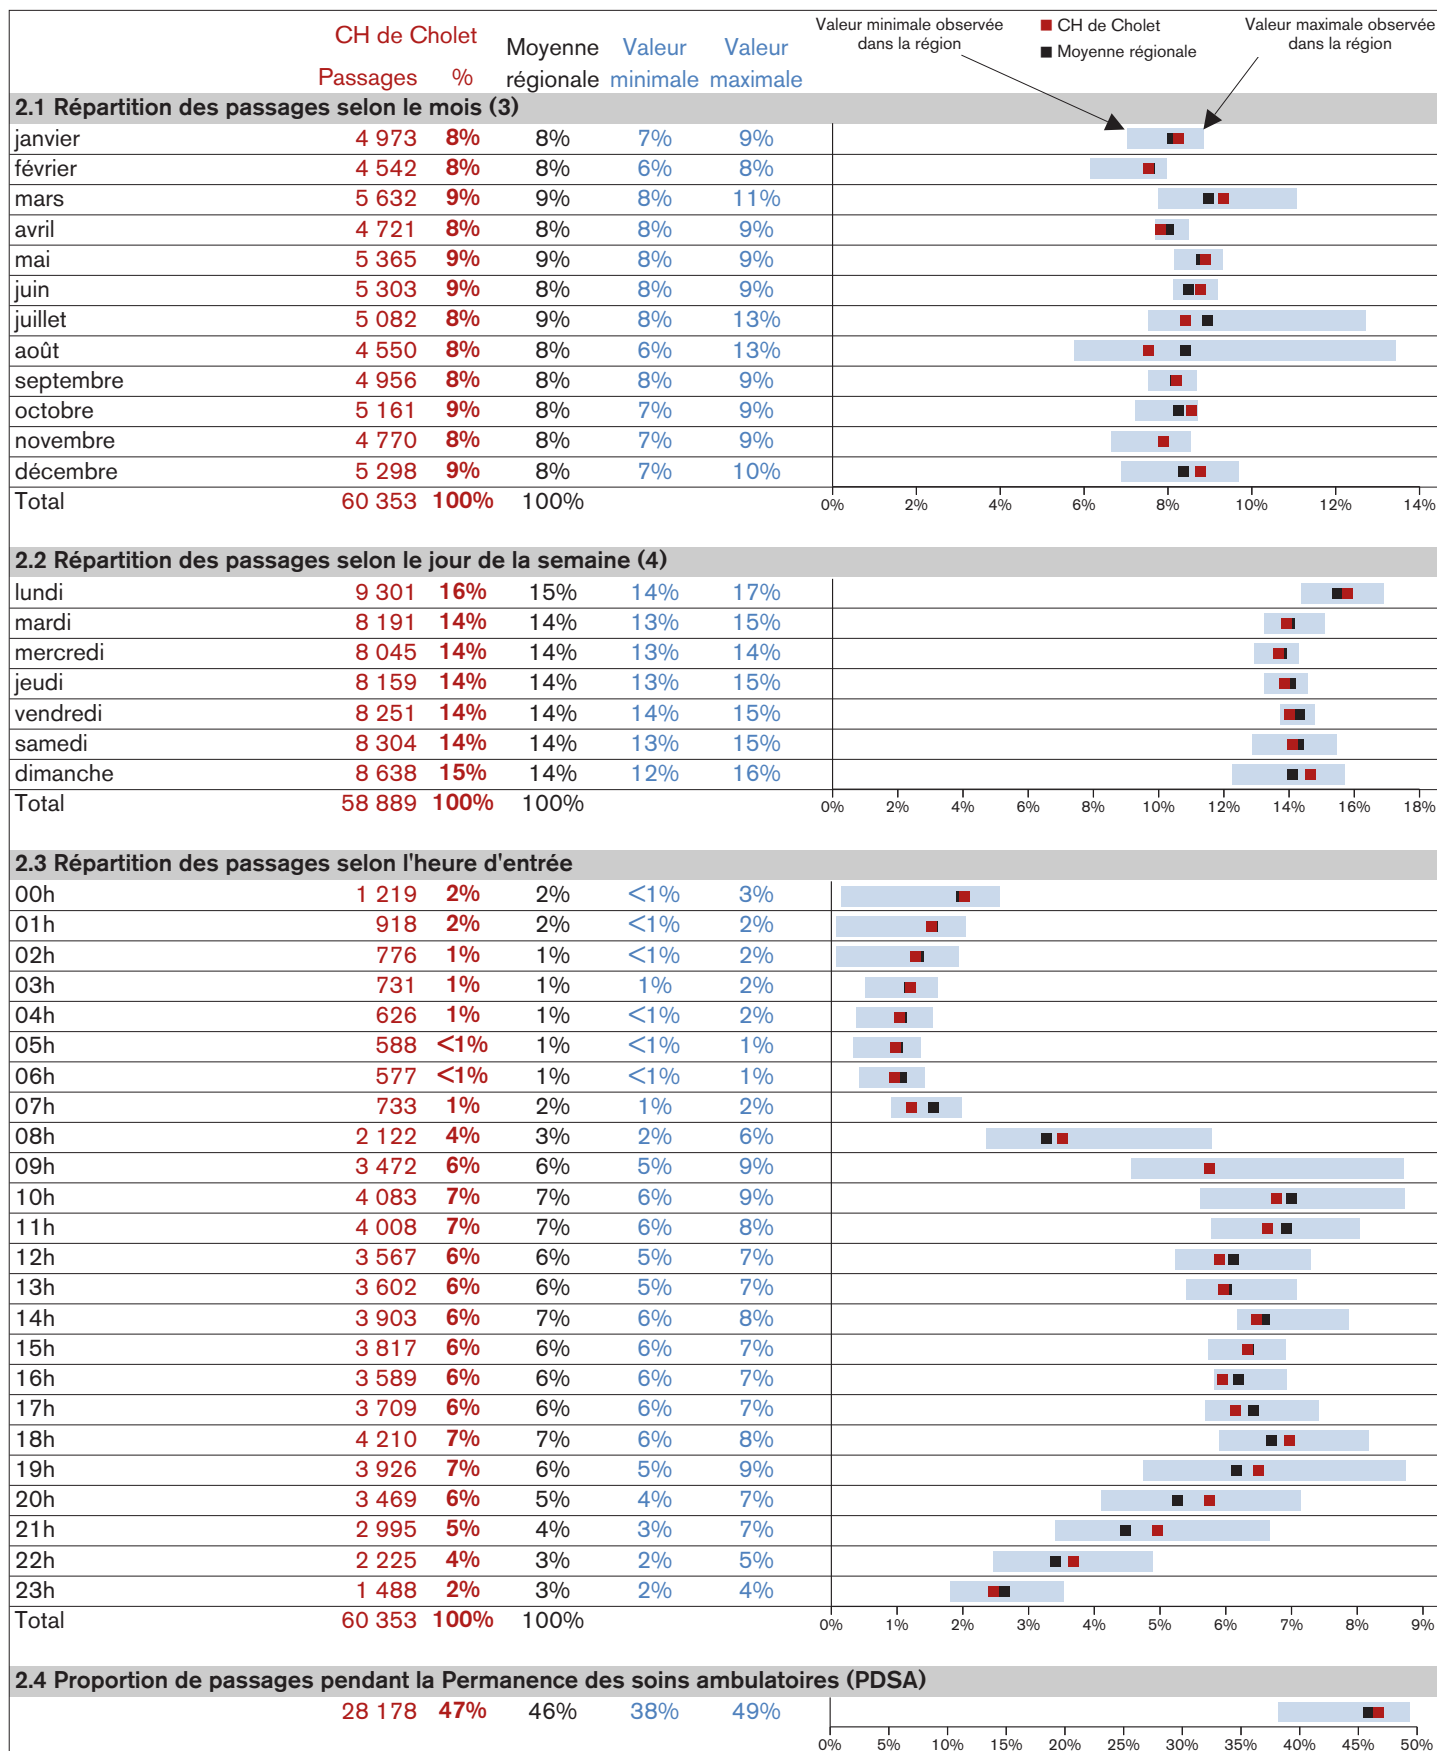 CH de Cholet Moyenne Valeur Valeur
Passages % régionale minimale maximale
Valeur minimale observée dans la région
CH de Cholet
Moyenne régionale
Valeur maximale observée dans la région
2.1 Répartition des passages selon le mois (3)
janvier 4 973 8% 8% 7% 9%
février 4 542 8% 8% 6% 8%
mars 5 632 9% 9% 8% 11%
avril 4 721 8% 8% 8% 9%
mai 5 365 9% 9% 8% 9%
juin 5 303 9% 8% 8% 9%
juillet 5 082 8% 9% 8% 13%
août 4 550 8% 8% 6% 13%
septembre 4 956 8% 8% 8% 9%
octobre 5 161 9% 8% 7% 9%
novembre 4 770 8% 8% 7% 9%
décembre 5 298 9% 8% 7% 10%
Total 60 353 100% 100%
0% 2% 4% 6% 8% 10% 12% 14%
2.2 Répartition des passages selon le jour de la semaine (4)
lundi 9 301 16% 15% 14% 17%
mardi 8 191 14% 14% 13% 15%
mercredi 8 045 14% 14% 13% 14%
jeudi 8 159 14% 14% 13% 15%
vendredi 8 251 14% 14% 14% 15%
samedi 8 304 14% 14% 13% 15%
dimanche 8 638 15% 14% 12% 16%
Total 58 889 100% 100%
0% 2% 4% 6% 8% 10% 12% 14% 16% 18%
2.3 Répartition des passages selon l'heure d'entrée
00h 1 219 2% 2% <1% 3%
01h 918 2% 2% <1% 2%
02h 776 1% 1% <1% 2%
03h 731 1% 1% 1% 2%
04h 626 1% 1% <1% 2%
05h 588 <1% 1% <1% 1%
06h 577 <1% 1% <1% 1%
07h 733 1% 2% 1% 2%
08h 2 122 4% 3% 2% 6%
09h 3 472 6% 6% 5% 9%
10h 4 083 7% 7% 6% 9%
11h 4 008 7% 7% 6% 8%
12h 3 567 6% 6% 5% 7%
13h 3 602 6% 6% 5% 7%
14h 3 903 6% 7% 6% 8%
15h 3 817 6% 6% 6% 7%
16h 3 589 6% 6% 6% 7%
17h 3 709 6% 6% 6% 7%
18h 4 210 7% 7% 6% 8%
19h 3 926 7% 6% 5% 9%
20h 3 469 6% 5% 4% 7%
21h 2 995 5% 4% 3% 7%
22h 2 225 4% 3% 2% 5%
23h 1 488 2% 3% 2% 4%
Total 60 353 100% 100%
0% 1% 2% 3% 4% 5% 6% 7% 8% 9%
2.4 Proportion de passages pendant la Permanence des soins ambulatoires (PDSA)
28 178 47% 46% 38% 49%
0% 5% 10% 15% 20% 25% 30% 35% 40% 45% 50%